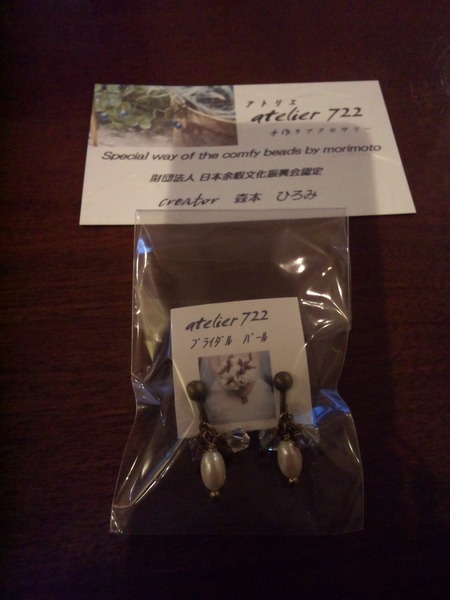 アトリエ
atelier 722
手作りアクセサリー
Special way of the comfy beads by morimoto
財団法人 日本余暇文化振興会認定
creator 森本 ひろみ
atelier 722
ﾌﾞﾗｲﾀﾞﾙ ﾊﾟｰﾙ